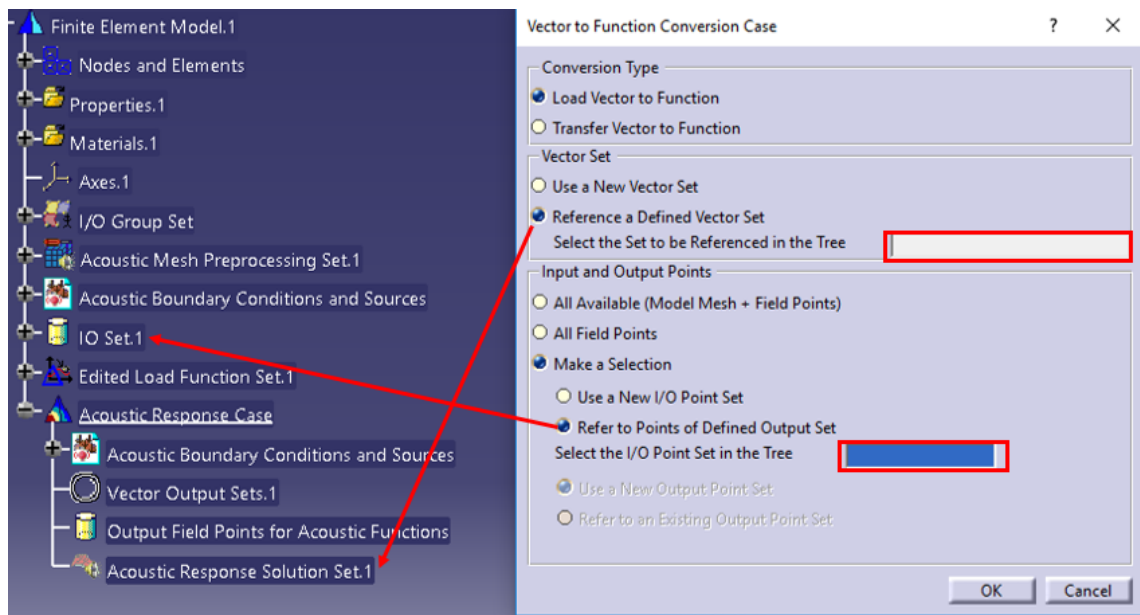 Finite Element Model.1
Nodes and Elements
Properties.1
Materials.1
Axes.1
I/O Group Set
Acoustic Mesh Preprocessing Set.1
Acoustic Boundary Conditions and Sources
IO Set.1
Edited Load Function Set.1
Acoustic Response Case
Acoustic Boundary Conditions and Sources
Vector Output Sets.1
Output Field Points for Acoustic Functions
Acoustic Response Solution Set.1
Vector to Function Conversion Case ? ×
Conversion Type
Load Vector to Function
Transfer Vector to Function
Vector Set
Use a New Vector Set
Reference a Defined Vector Set
Select the Set to be Referenced in the Tree
Input and Output Points
All Available (Model Mesh + Field Points)
All Field Points
Make a Selection
Use a New I/O Point Set
Refer to Points of Defined Output Set
Select the I/O Point Set in the Tree
Use a New Output Point Set
Refer to an Existing Output Point Set
OK Cancel